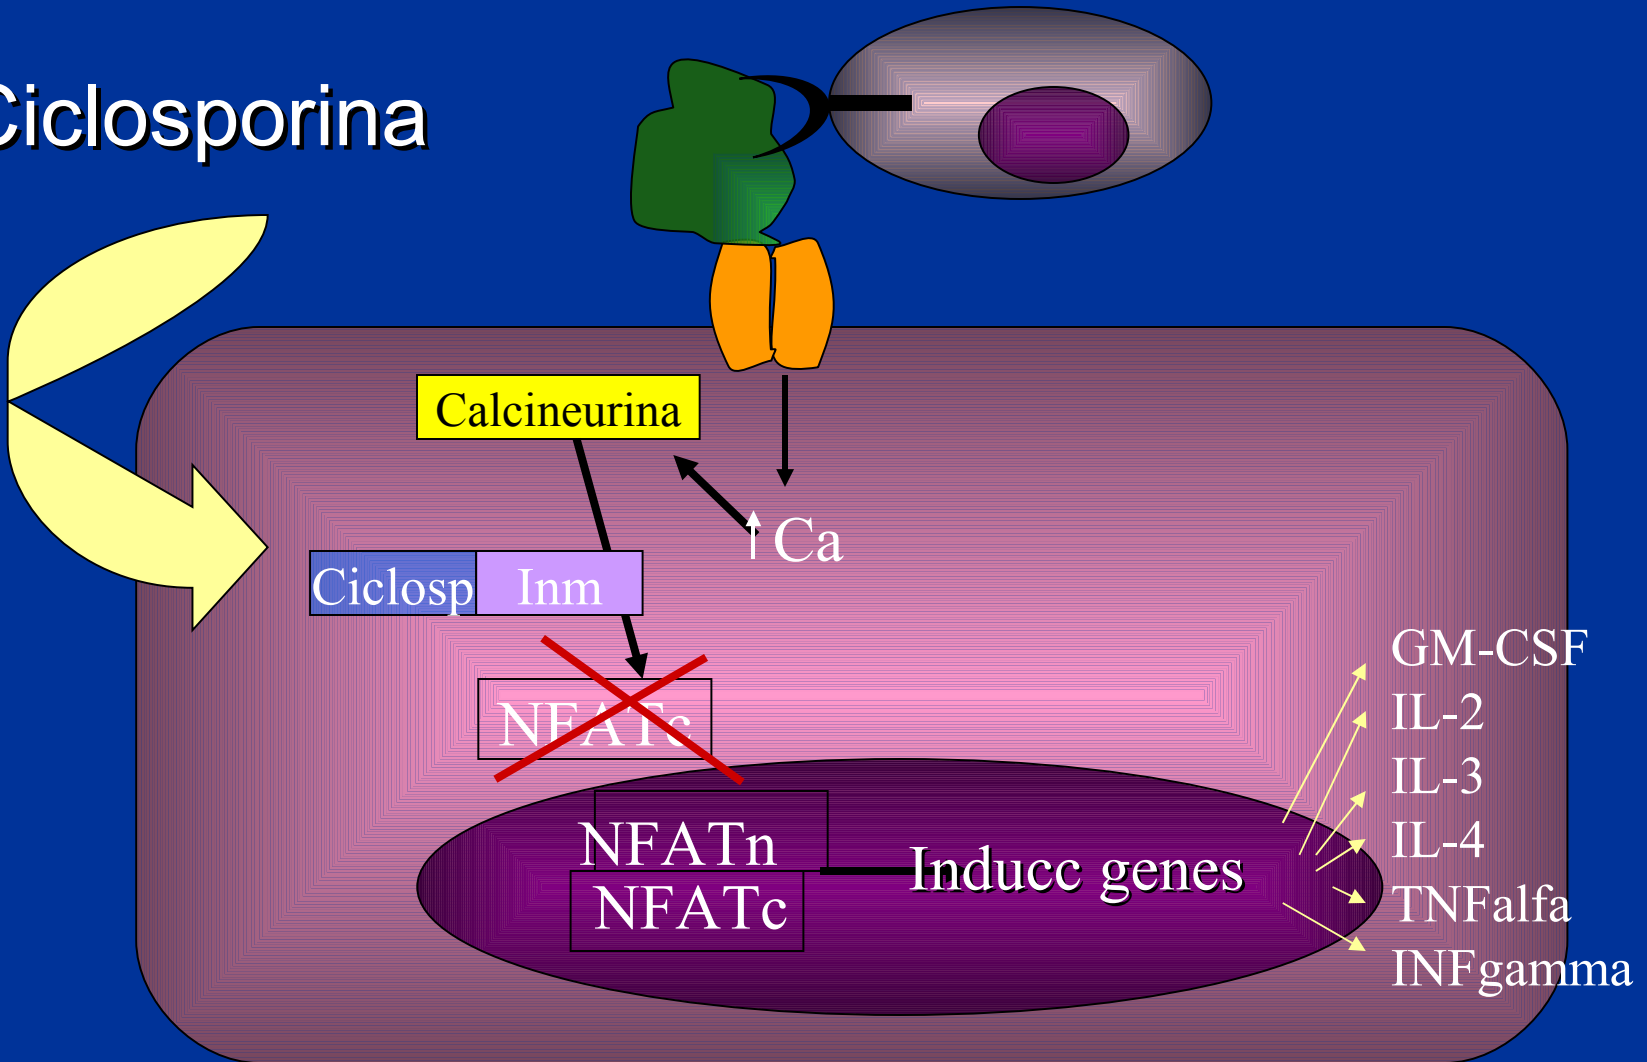 Ciclosporina
Calcineurina
Ca
Ciclosp Inm
NFATc
NFATn
NFATc
Inducc genes
GM-CSF
IL-2
IL-3
IL-4
TNFalfa
INFgamma